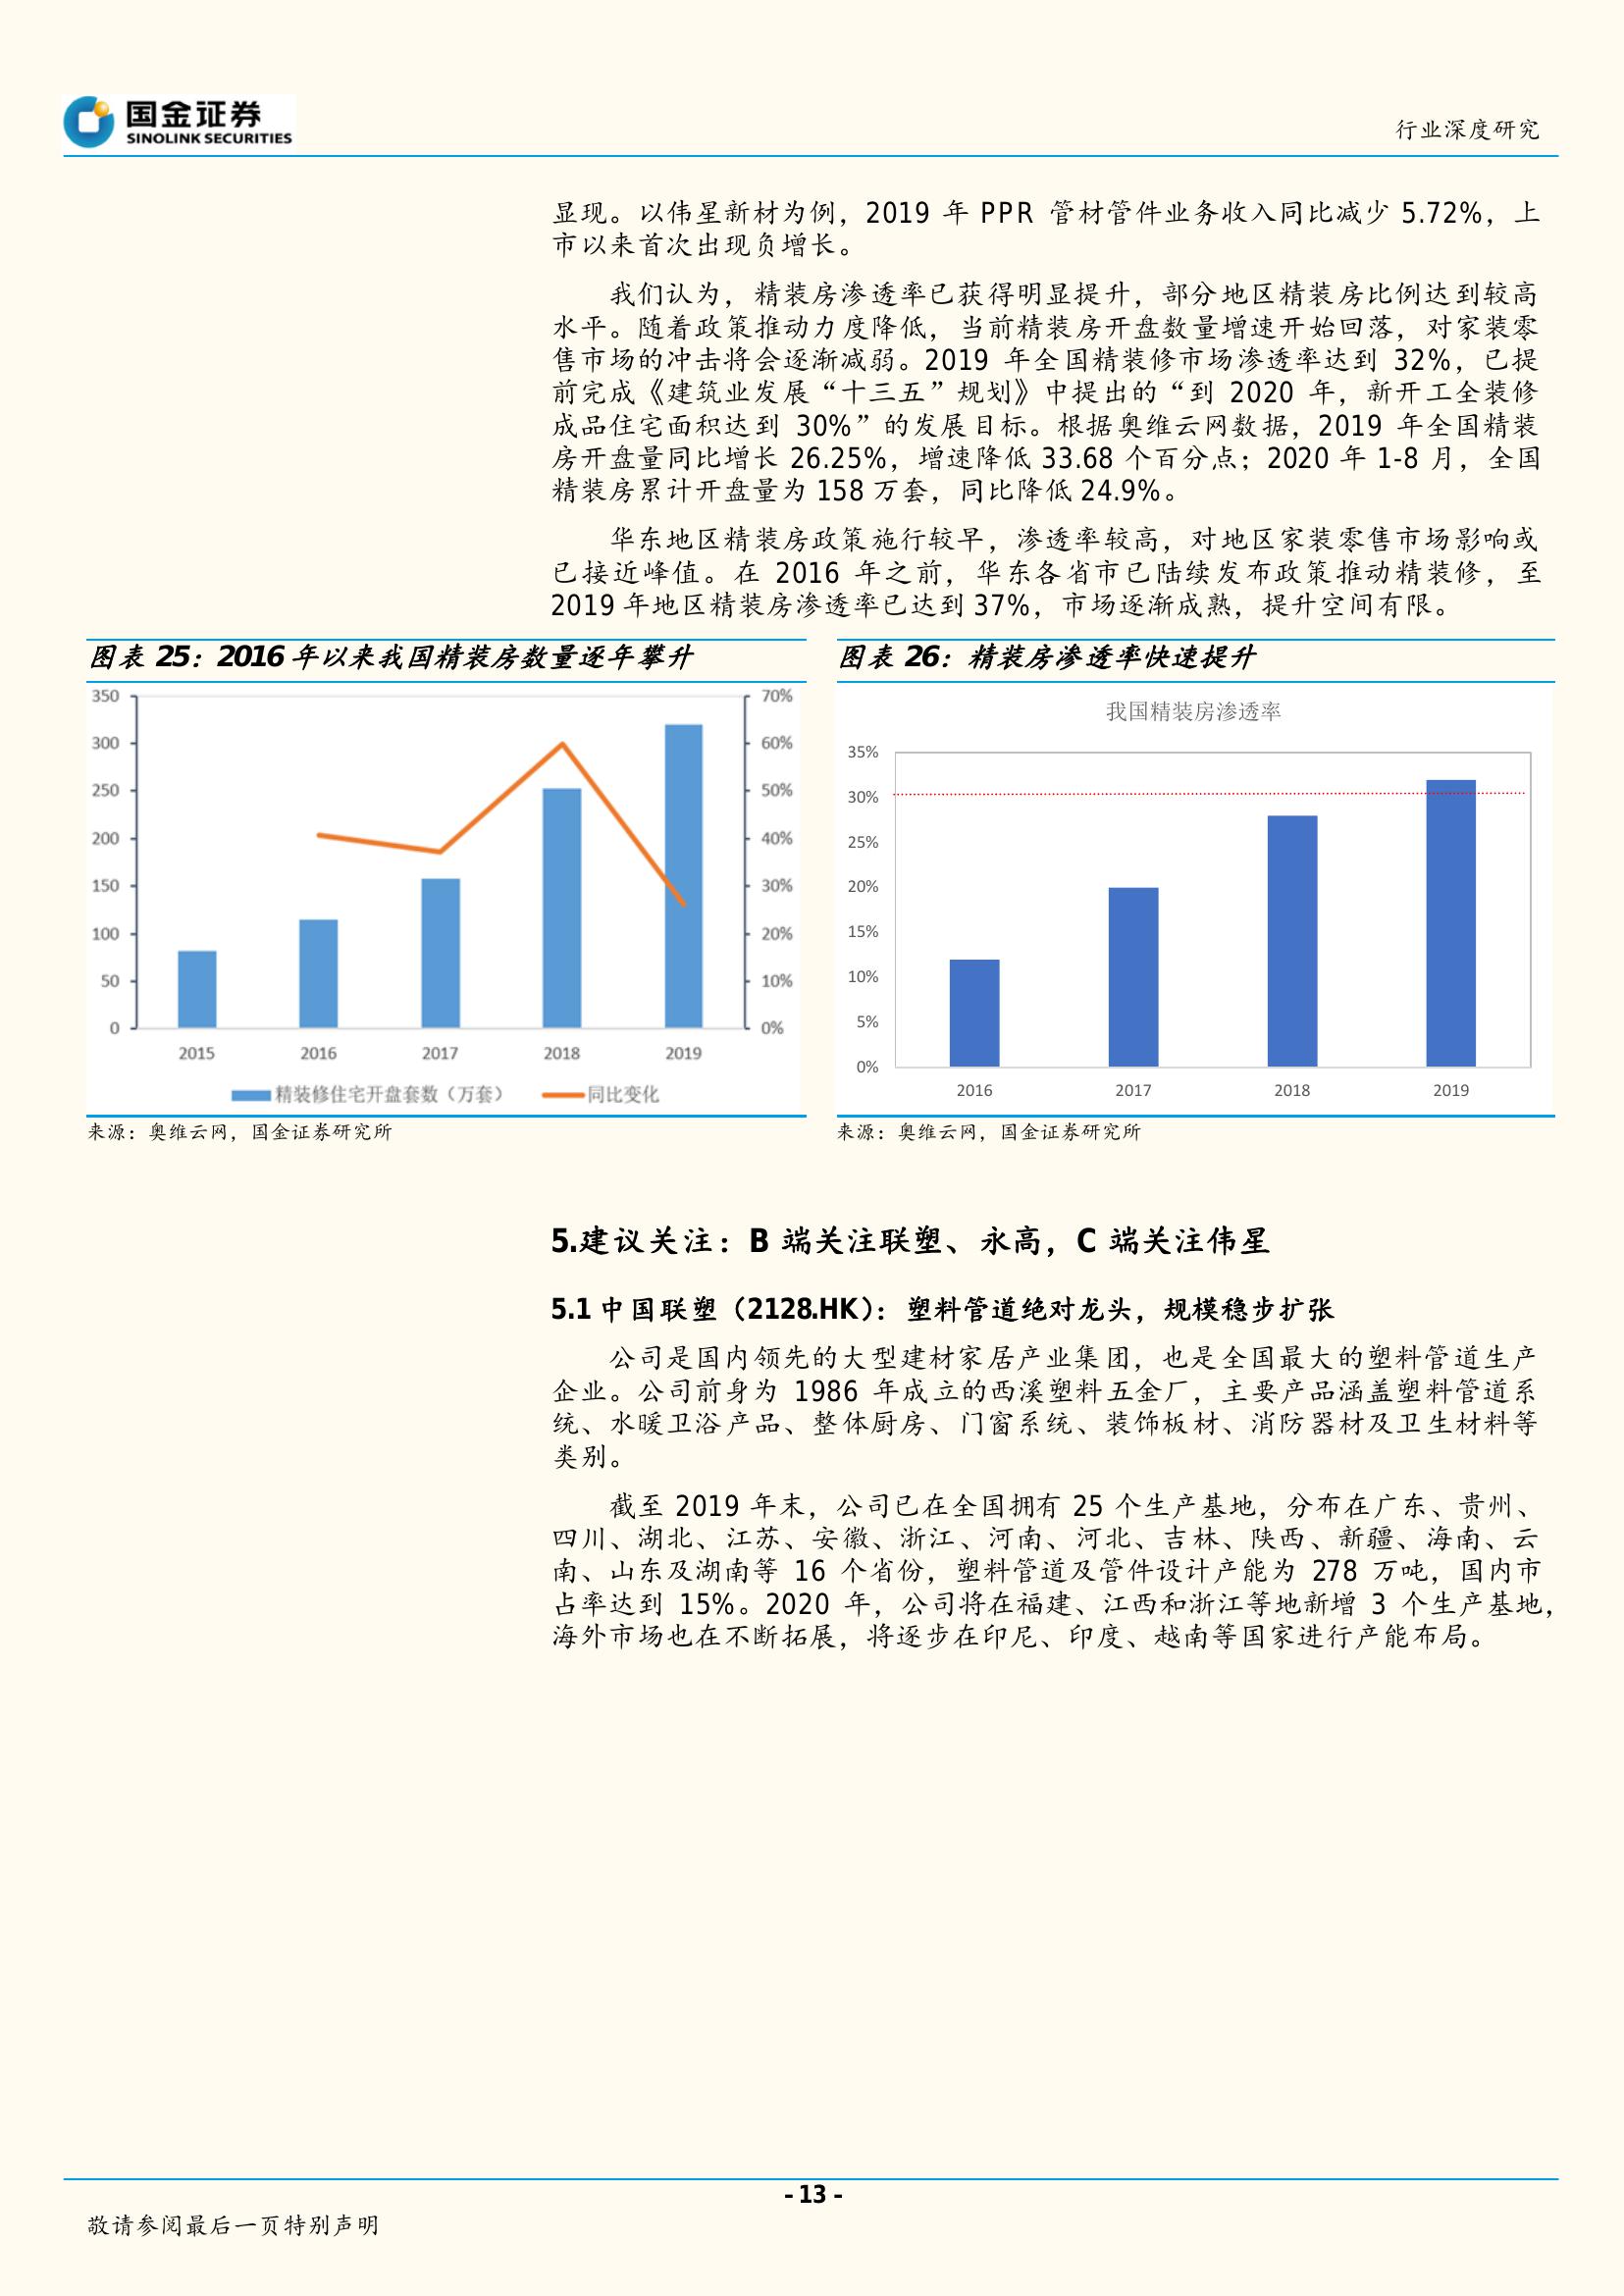 国金证券
SINOLINK SECURITIES
行业深度研究
显现。以伟星新材为例，2019 年 PPR 管材管件业务收入同比减少 5.72%，上
市以来首次出现负增长。
我们认为，精装房渗透率已获得明显提升，部分地区精装房比例达到较高
水平。随着政策推动力度降低，当前精装房开盘数量增速开始回落，对家装零
售市场的冲击将会逐渐减弱。2019 年全国精装修市场渗透率达到 32%，已提
前完成《建筑业发展“十三五”规划》中提出的“到 2020 年，新开工全装修
成品住宅面积达到 30%”的发展目标。根据奥维云网数据，2019 年全国精装
房开盘量同比增长 26.25%，增速降低 33.68 个百分点；2020 年 1-8 月，全国
精装房累计开盘量为 158 万套，同比降低 24.9%。
华东地区精装房政策施行较早，渗透率较高，对地区家装零售市场影响或
已接近峰值。在 2016 年之前，华东各省市已陆续发布政策推动精装修，至
2019 年地区精装房渗透率已达到 37%，市场逐渐成熟，提升空间有限。
图表 25：2016 年以来我国精装房数量逐年攀升
350
300
250
200
150
100
50
0
70%
60%
50%
40%
30%
20%
10%
0%
2015 2016 2017 2018 2019
精装修住宅开盘套数（万套） 同比变化
来源：奥维云网，国金证券研究所
图表 26：精装房渗透率快速提升
我国精装房渗透率
35%
30%
25%
20%
15%
10%
5%
0%
2016 2017 2018 2019
来源：奥维云网，国金证券研究所
5.建议关注：B 端关注联塑、永高，C 端关注伟星
5.1 中国联塑（2128.HK）：塑料管道绝对龙头，规模稳步扩张
公司是国内领先的大型建材家居产业集团，也是全国最大的塑料管道生产
企业。公司前身为 1986 年成立的西溪塑料五金厂，主要产品涵盖塑料管道系
统、水暖卫浴产品、整体厨房、门窗系统、装饰板材、消防器材及卫生材料等
类别。
截至 2019 年末，公司已在全国拥有 25 个生产基地，分布在广东、贵州、
四川、湖北、江苏、安徽、浙江、河南、河北、吉林、陕西、新疆、海南、云
南、山东及湖南等 16 个省份，塑料管道及管件设计产能为 278 万吨，国内市
占率达到 15%。2020 年，公司将在福建、江西和浙江等地新增 3 个生产基地，
海外市场也在不断拓展，将逐步在印尼、印度、越南等国家进行产能布局。
- 13 -
敬请参阅最后一页特别声明